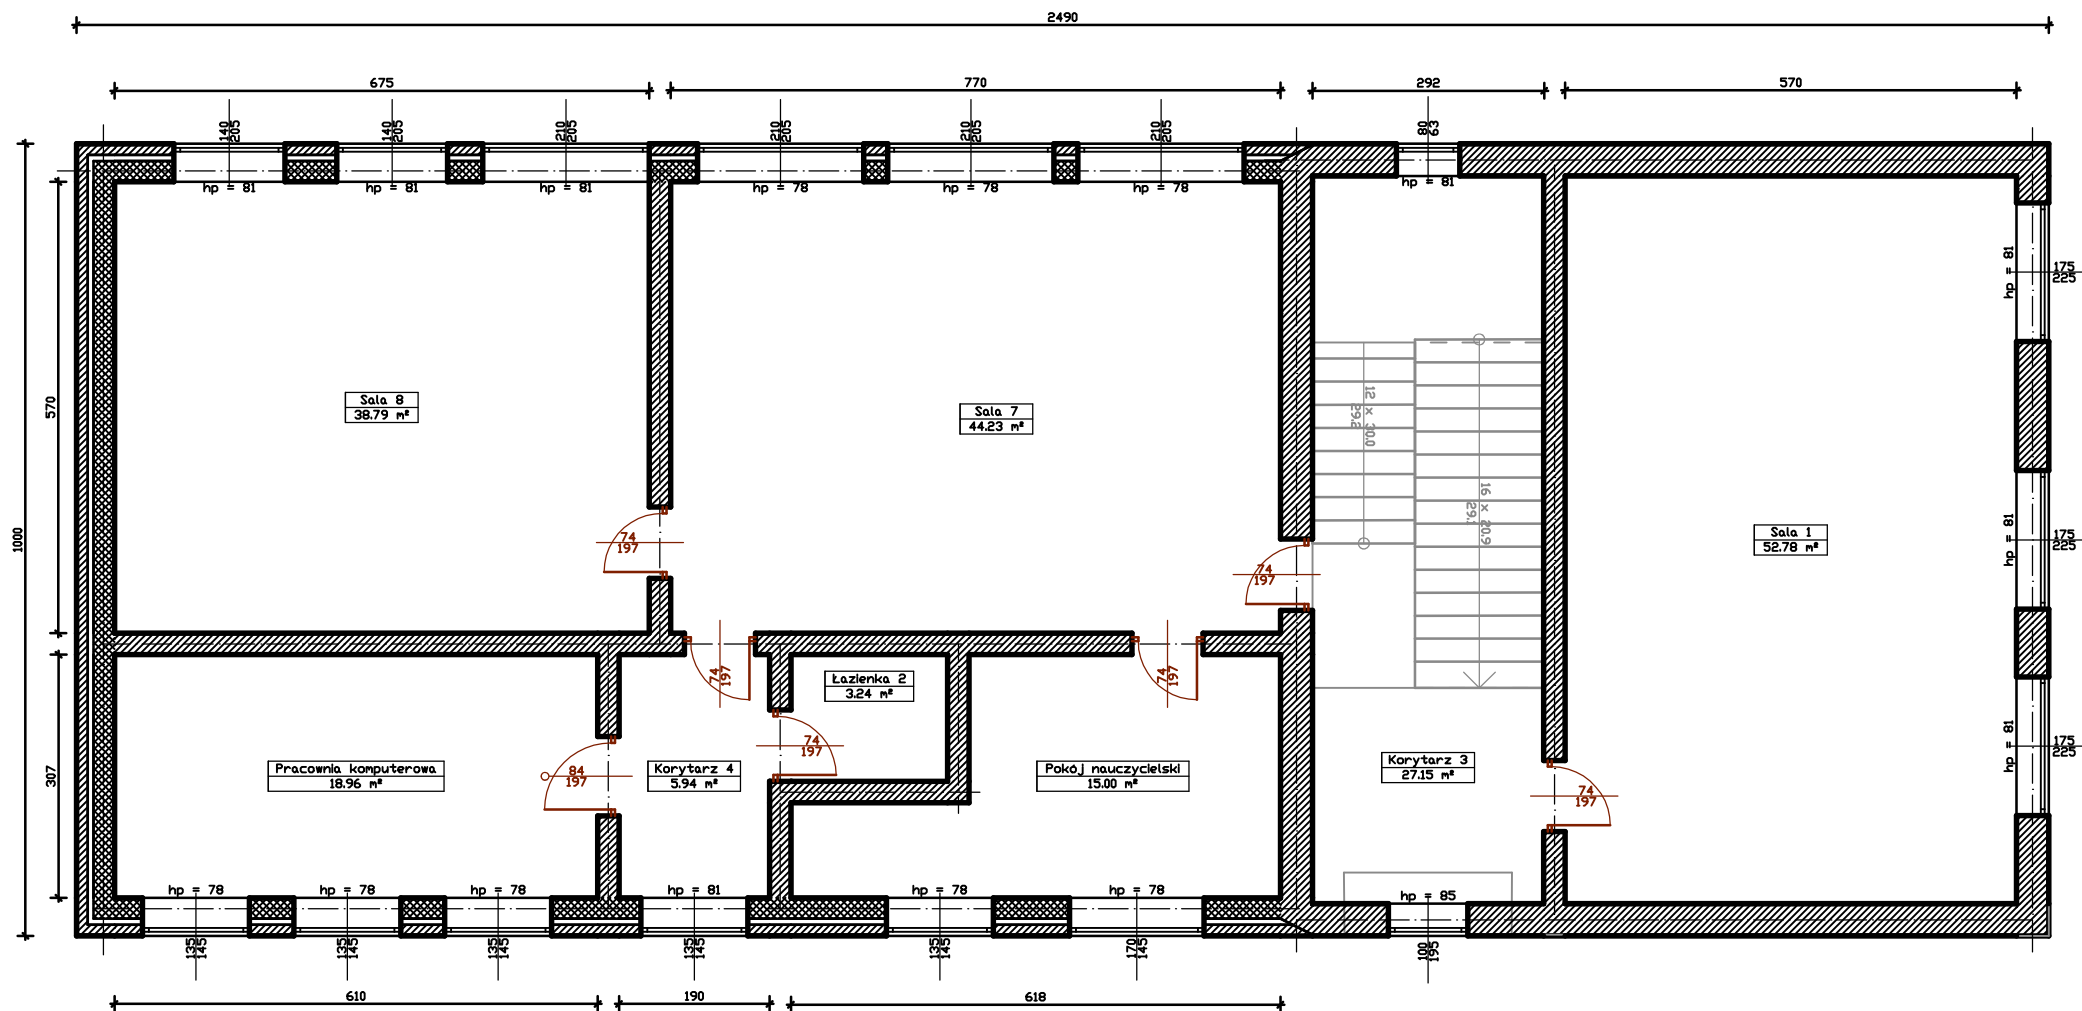 2490
675
770
292
570
140
205
140
205
210
205
210
205
210
205
210
205
80
63
hp = 81
hp = 81
hp = 81
hp = 78
hp = 78
hp = 78
hp = 81
hp = 81
175
225
570
Sala 8
38.79 m²
Sala 7
44.23 m²
12 x 30.0
16 x 20.9
1000
74
197
74
197
Sala 1
52.78 m²
hp = 81
175
225
74
197
74
197
Łazienka 2
3.24 m²
307
Pracownia komputerowa
18.96 m²
84
197
Korytarz 4
5.94 m²
74
197
Pokój nauczycielski
15.00 m²
Korytarz 3
27.15 m²
74
197
hp = 81
175
225
hp = 78
hp = 78
hp = 78
hp = 81
hp = 78
hp = 78
hp = 85
135
145
135
145
135
145
135
145
135
145
170
145
100
195
610
190
618